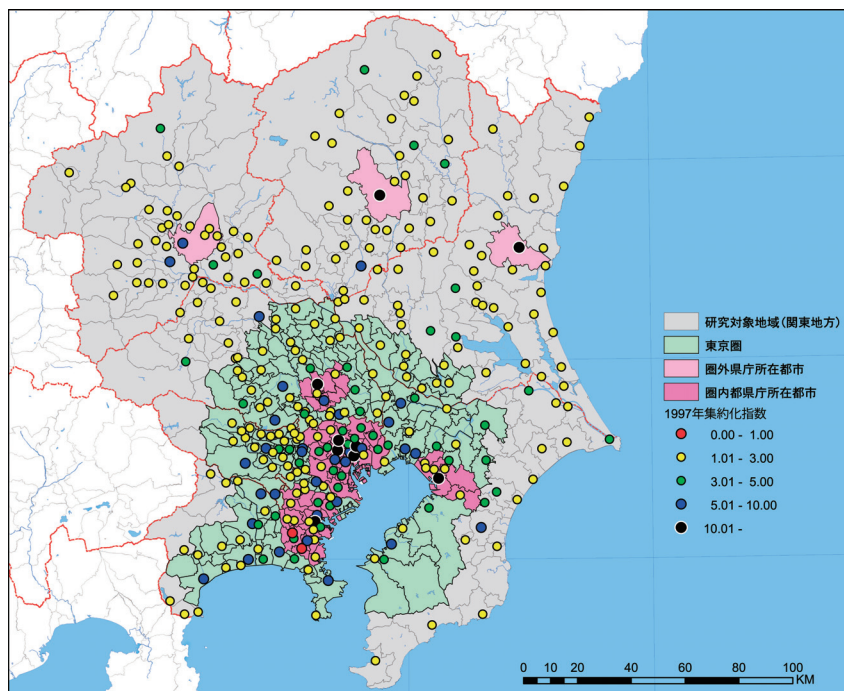 研究対象地域（関東地方）
東京圏
圏外県庁所在都市
圏内都県庁所在都市
1997年集約化指数
0.00 - 1.00
1.01 - 3.00
3.01 - 5.00
5.01 - 10.00
10.01 -
0 10 20 40 60 80 100
KM